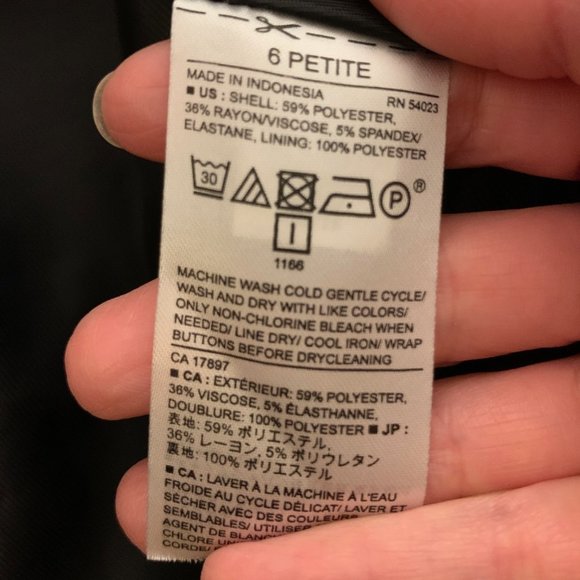 6 PETITE
MADE IN INDONESIA RN 54023
■ US : SHELL: 59% POLYESTER,
36% RAYON/VISCOSE, 5% SPANDEX/
ELASTANE, LINING: 100% POLYESTER
30 P ®
1166
MACHINE WASH COLD GENTLE CYCLE/
WASH AND DRY WITH LIKE COLORS/
ONLY NON-CHLORINE BLEACH WHEN
NEEDED/ LINE DRY/ COOL IRON/ WRAP
BUTTONS BEFORE DRYCLEANING
CA 17897
■ CA : EXTÉRIEUR: 59% POLYESTER,
36% VISCOSE, 5% ÉLASTHANNE,
DOUBLURE: 100% POLYESTER ■ JP :
表地: 59% ポリエステル,
36% レーヨン, 5% ポリウレタン
裏地: 100% ポリエステル
■ CA : LAVER À LA MACHINE À L'EAU
FROIDE AU CYCLE DÉLICAT/ LAVER ET
SÉCHER AVEC DES COULEURS
SEMBLABLES/ UTILISER
AGENT DE
CHLORE